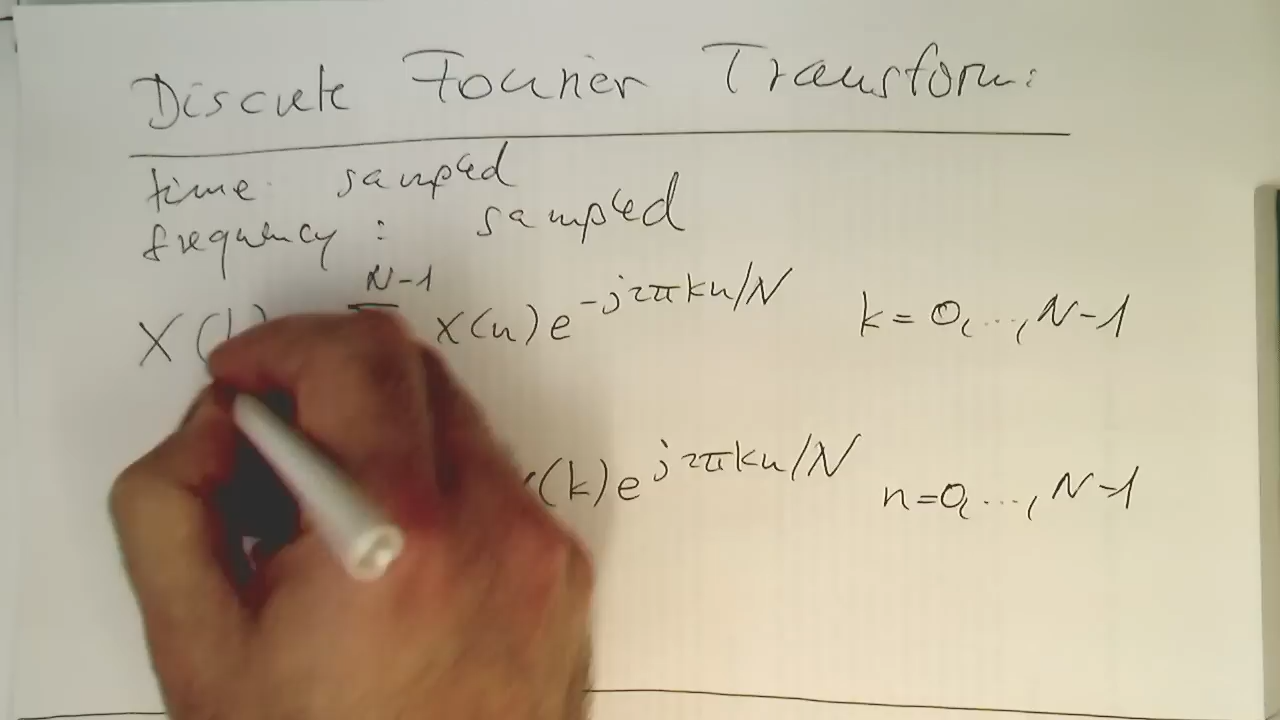 Discrete Fourier Transform:
time: sampled
frequency: sampled
N-1
X(k) x(n)e^{-j2πkn/N} k=0,...,N-1
(k)e^{j2πkn/N} n=0,...,N-1